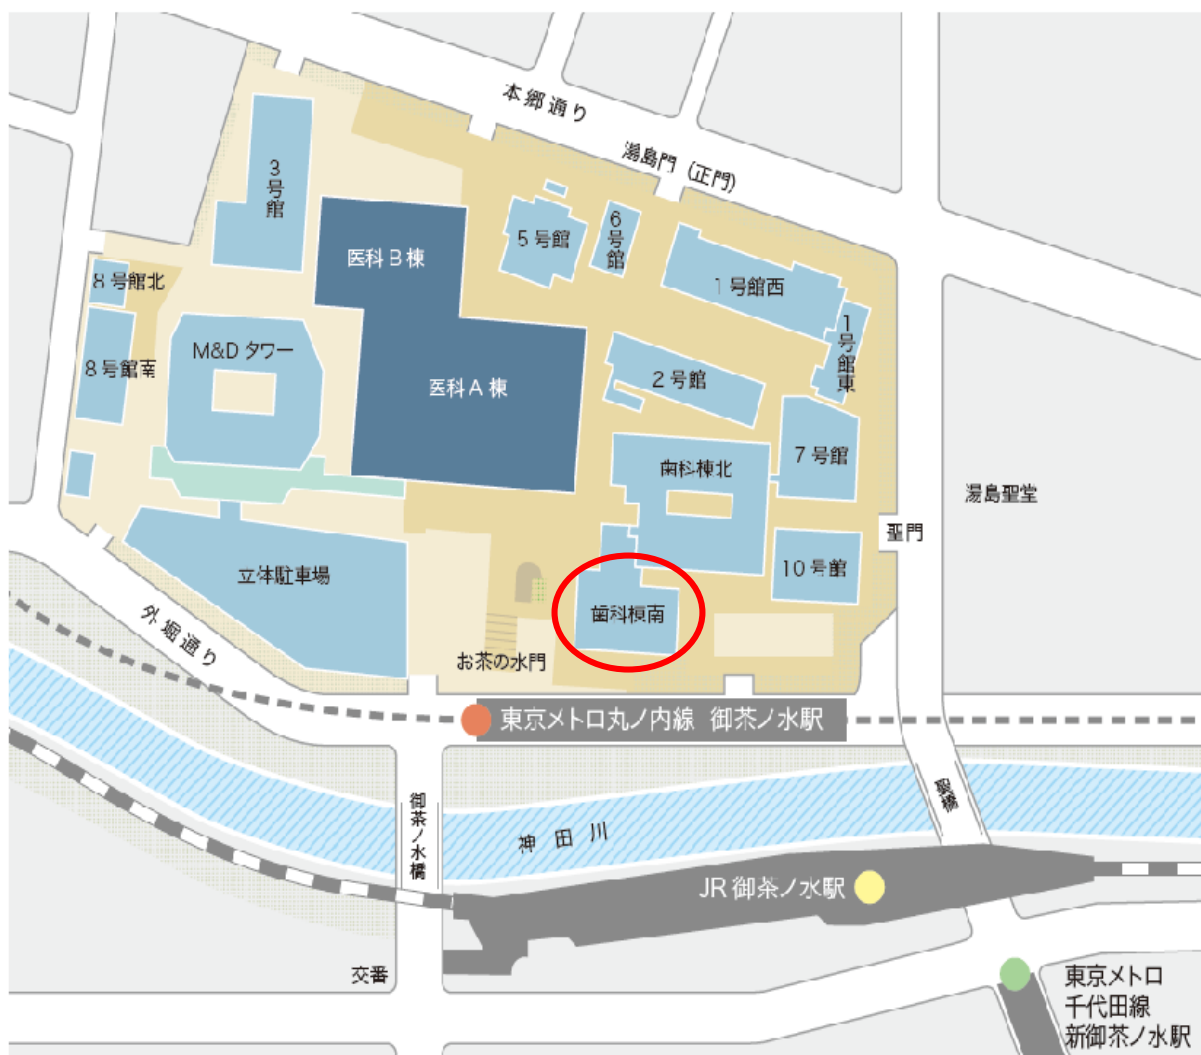 本郷通り
湯島門（正門）
3号館
医科B棟
5号館
6号館
1号館西
8号館北
M&Dタワー
1号館東
8号館南
医科A棟
2号館
歯科棟北
7号館
湯島聖堂
聖門
立体駐車場
10号館
外堀通り
歯科棟南
お茶の水門
東京メトロ丸ノ内線 御茶ノ水駅
御茶ノ水橋
聖橋
神田川
JR御茶ノ水駅
交番
東京メトロ
千代田線
新御茶ノ水駅